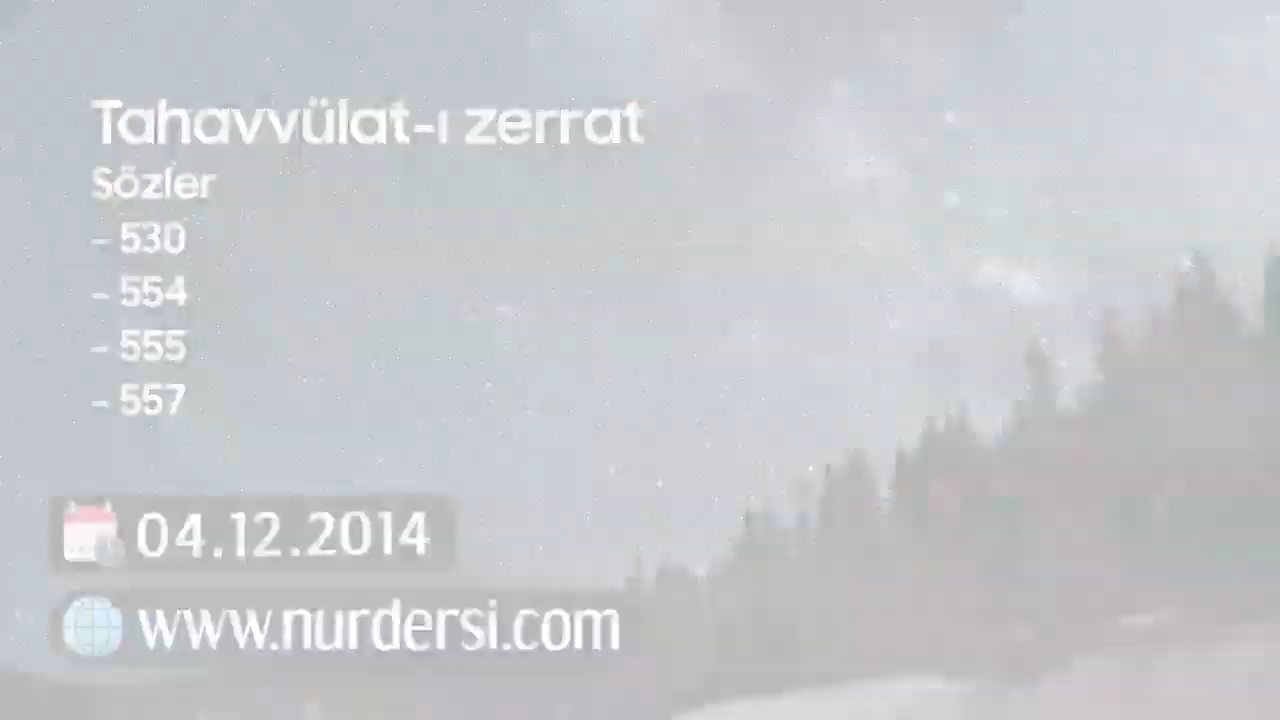 Tahavvülat-ı zerrat
Sözler
- 530
- 554
- 555
- 557
04.12.2014
www.nurdersi.com